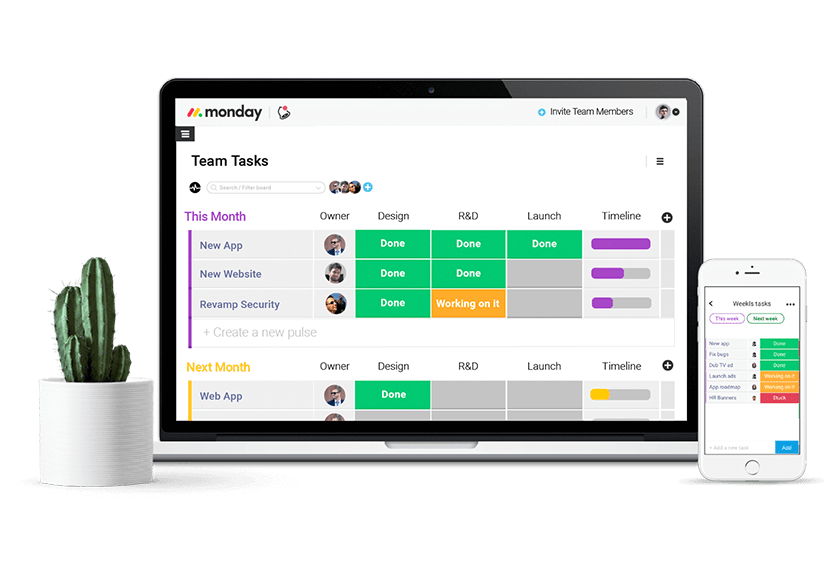 monday
Invite Team Members
Team Tasks
Search / Filter board
This Month Owner Design R&D Launch Timeline
New App Done Done Done
New Website Done Done
Revamp Security Done Working on it
+ Create a new pulse
Next Month Owner Design R&D Launch Timeline
Web App Done
Weekls tasks
This week Next week
New app Done
Fix bugs Done
Dub TV ad Done
Launch ads Working on it
App roadmap Working on it
HR Banners Stuck
+ Add a new task Add